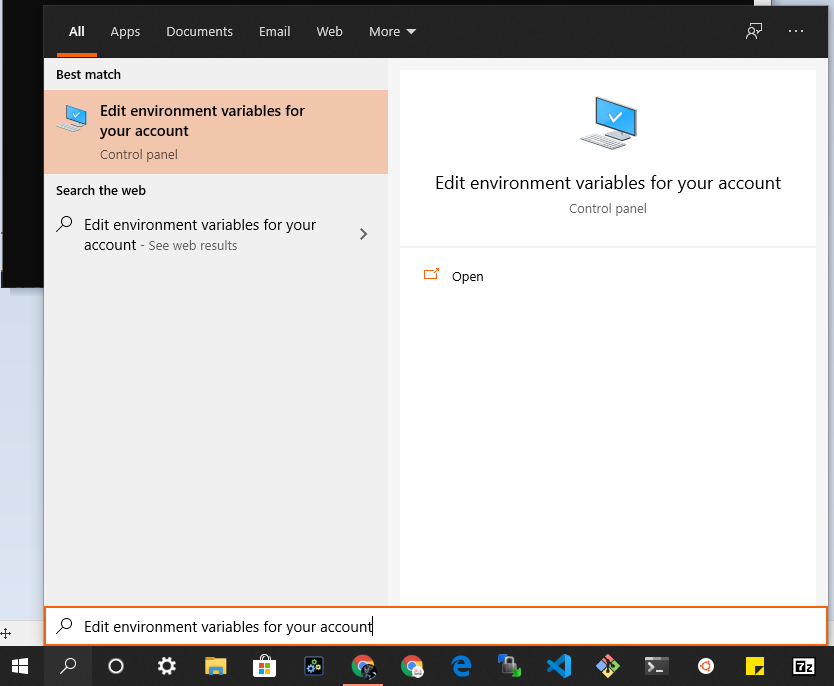 All Apps Documents Email Web More
Best match
Edit environment variables for
your account
Control panel
Search the web
Edit environment variables for your
account - See web results
Edit environment variables for your account
Control panel
Open
Edit environment variables for your account
7z